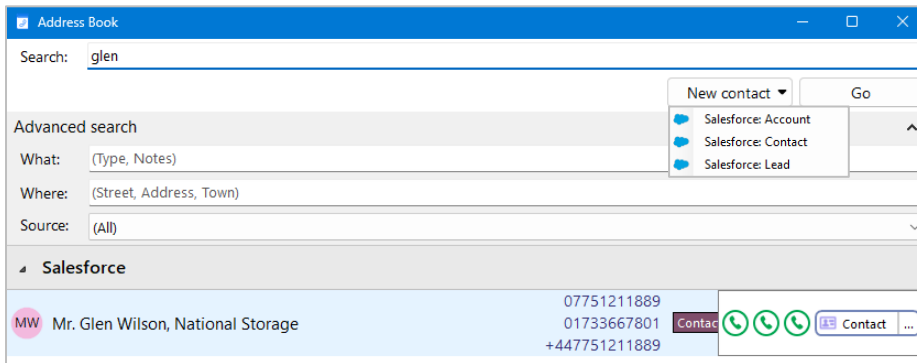 Address Book
Search: glen
New contact Go
Advanced search
Salesforce: Account
Salesforce: Contact
Salesforce: Lead
What: (Type, Notes)
Where: (Street, Address, Town)
Source: (All)
Salesforce
MW Mr. Glen Wilson, National Storage
07751211889
01733667801 Contac Contact ...
+447751211889